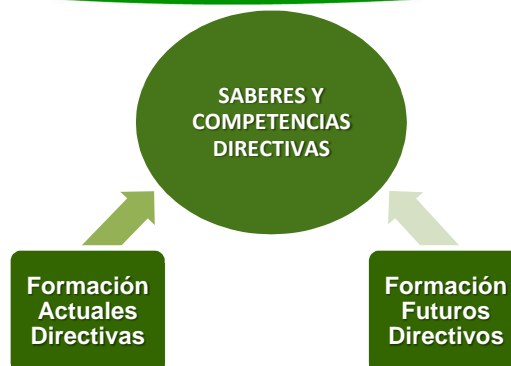 SABERES Y
COMPETENCIAS
DIRECTIVAS
Formación
Actuales
Directivas
Formación
Futuros
Directivos